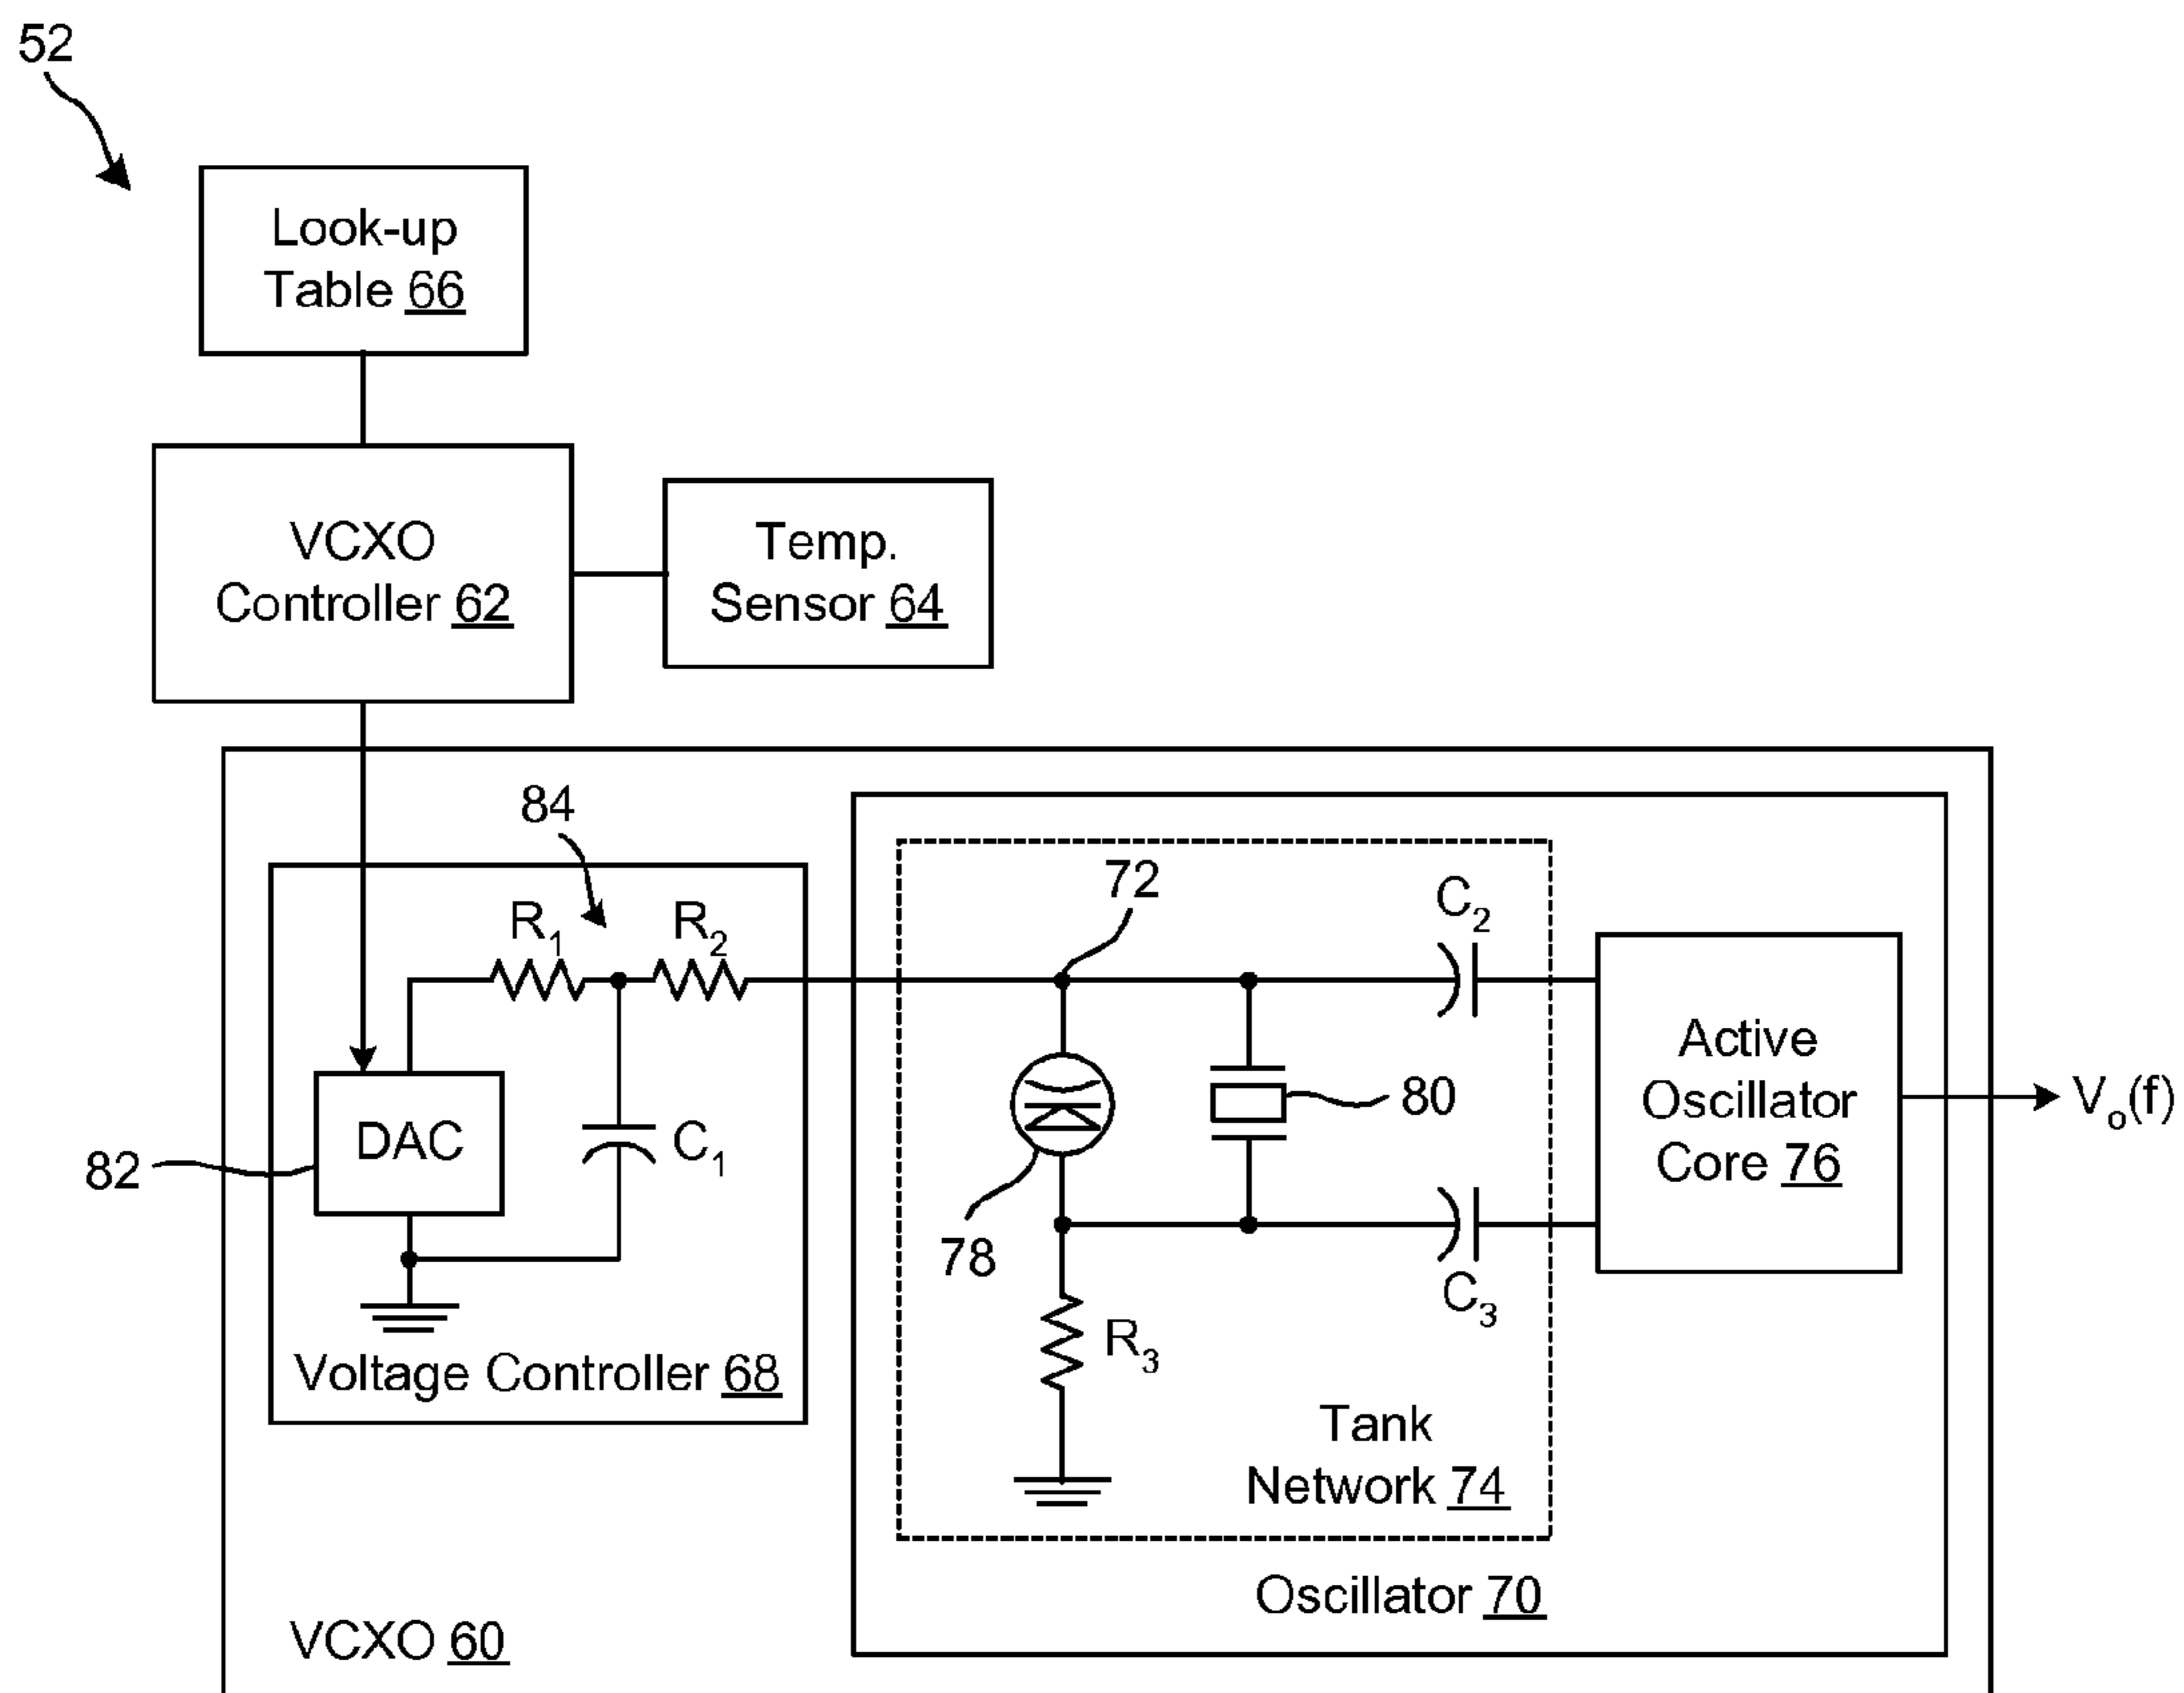 52
Look-up
Table 66
VCXO
Controller 62
Temp.
Sensor 64
84
R1
R2
72
C2
DAC
82
C1
78
80
Active
Oscillator
Core 76
Vo(f)
C3
R3
Voltage Controller 68
Tank
Network 74
Oscillator 70
VCXO 60